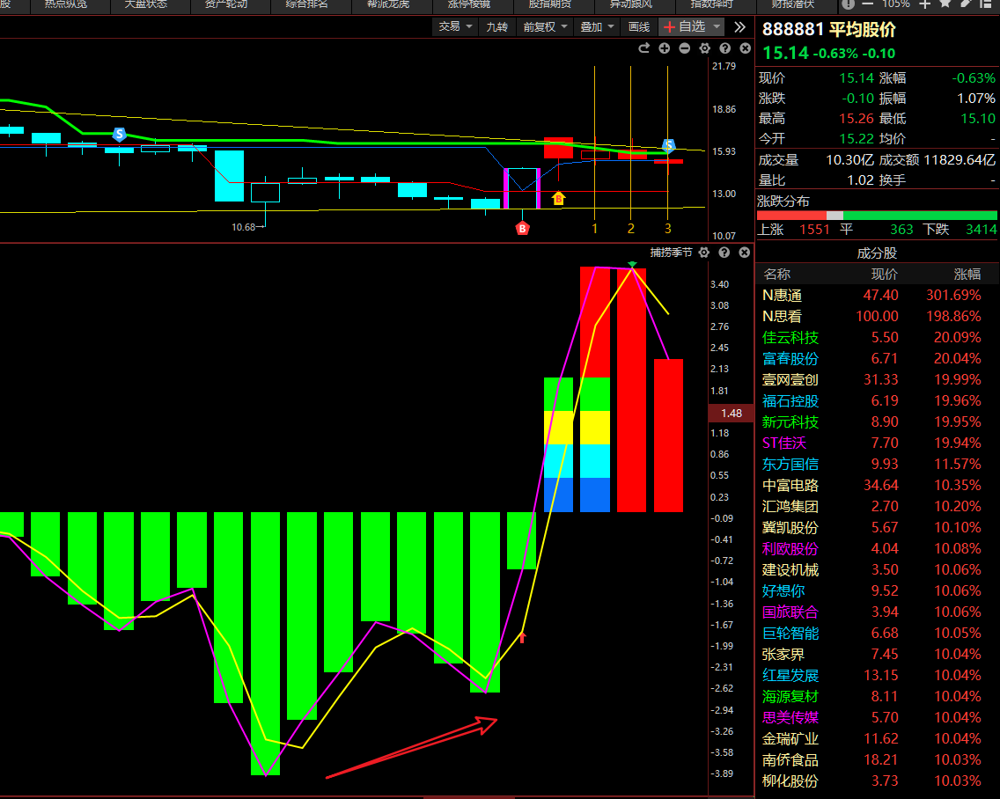 股 热点纵览 大盘状态 资产轮动 综合排名 帮派龙虎 涨停棱镜 股指期货 异动跟风 指数择时 财报潜伏 105%
交易 九转 前复权 叠加 画线 +自选
888881 平均股价
15.14 -0.63% -0.10
现价 15.14 涨幅 -0.63%
涨跌 -0.10 振幅 1.07%
最高 15.26 最低 15.10
今开 15.22 均价 -
成交量 10.30亿 成交额 11829.64亿
量比 1.02 换手 -
涨跌分布
上涨 1551 平 363 下跌 3414
21.79
18.86
15.93
13.00
10.07
S
S
B
B
10.68→
1 2 3
捕捞季节
3.40
3.08
2.76
2.45
2.13
1.81
1.48
1.18
0.86
0.55
0.23
-0.09
-0.41
-0.72
-1.04
-1.36
-1.67
-1.99
-2.31
-2.62
-2.94
-3.26
-3.58
-3.89
成分股
名称 现价 涨幅
N惠通 47.40 301.69%
N思看 100.00 198.86%
佳云科技 5.50 20.09%
富春股份 6.71 20.04%
壹网壹创 31.33 19.99%
福石控股 6.19 19.96%
新元科技 8.90 19.95%
ST佳沃 7.70 19.94%
东方国信 9.93 11.57%
中富电路 34.64 10.35%
汇鸿集团 2.70 10.20%
冀凯股份 5.67 10.10%
利欧股份 4.04 10.08%
建设机械 3.50 10.06%
好想你 9.52 10.06%
国旅联合 3.94 10.06%
巨轮智能 6.68 10.05%
张家界 7.45 10.04%
红星发展 13.15 10.04%
海源复材 8.11 10.04%
思美传媒 5.70 10.04%
金瑞矿业 11.62 10.04%
南侨食品 18.21 10.03%
柳化股份 3.73 10.03%